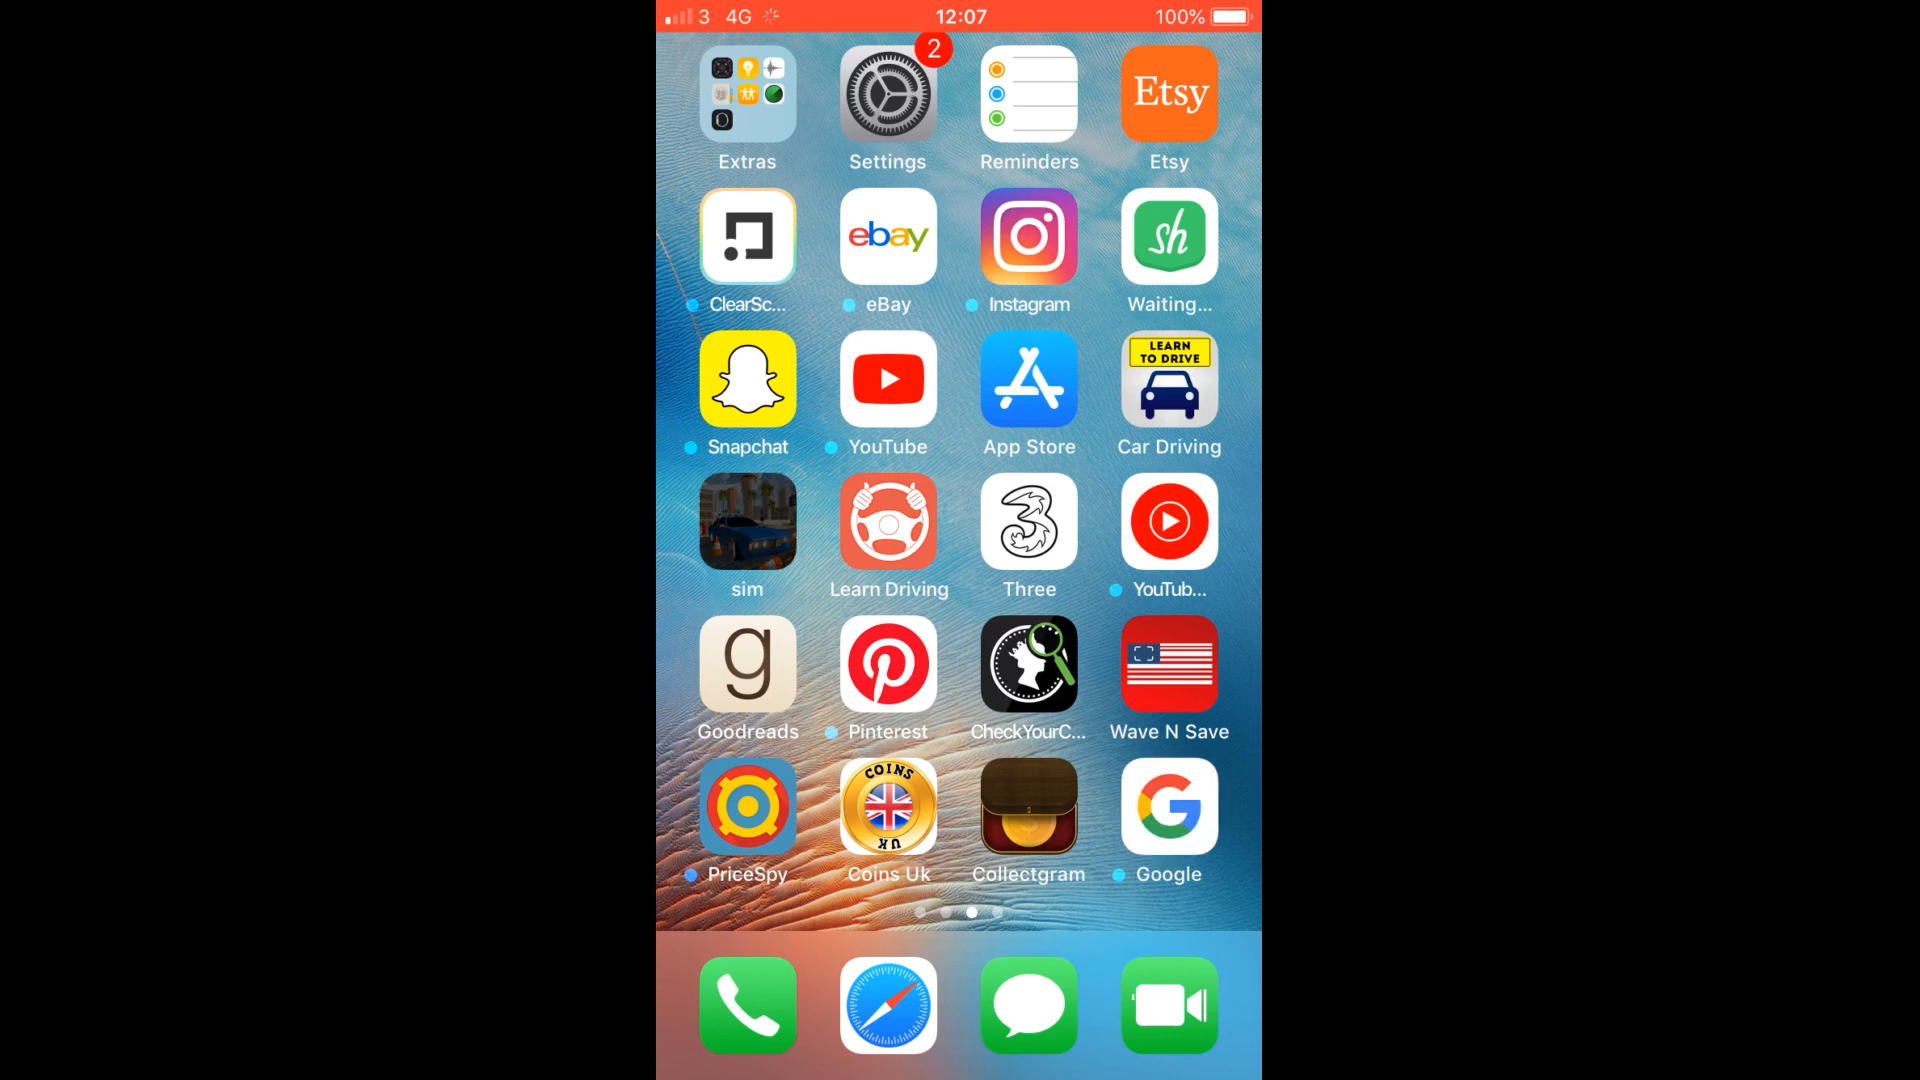 3 4G 12:07 100%
2
Etsy
Extras Settings Reminders Etsy
ebay sh
ClearSc... eBay Instagram Waiting...
LEARN
TO DRIVE
Snapchat YouTube App Store Car Driving
3
sim Learn Driving Three YouTub...
g
Goodreads Pinterest CheckYourC... Wave N Save
COINS
UK
G
PriceSpy Coins Uk Collectgram Google